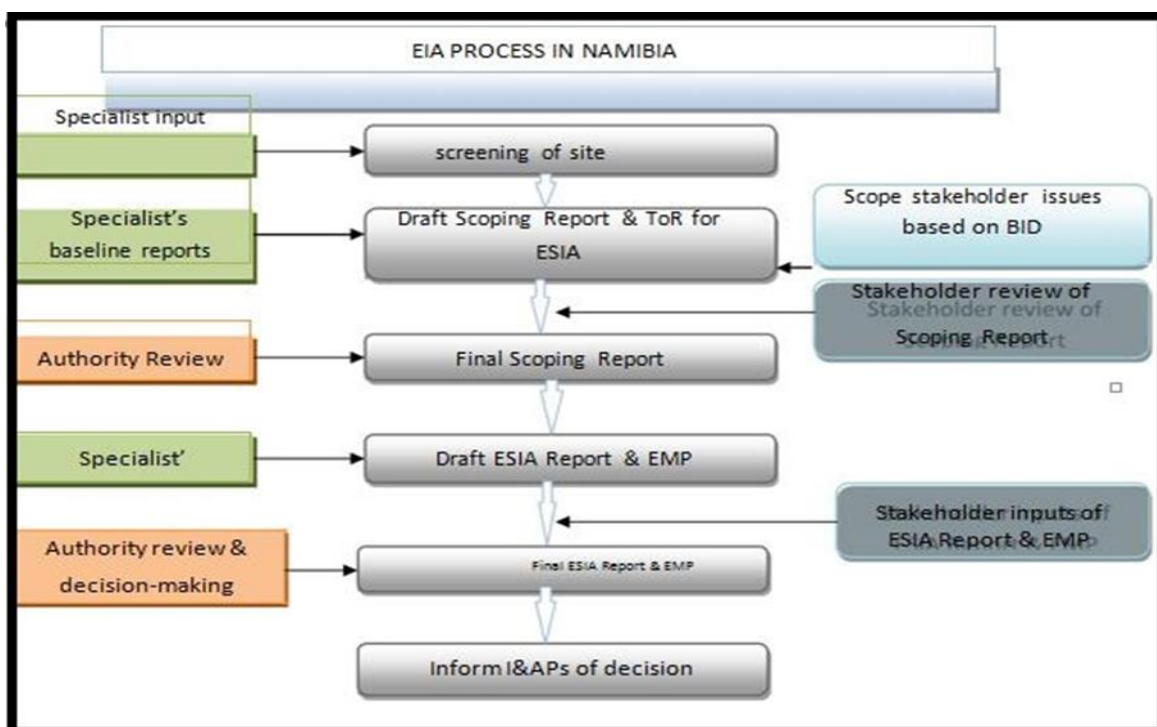 EIA PROCESS IN NAMIBIA
Specialist input
screening of site
Specialist's
baseline reports
Draft Scoping Report & ToR for
ESIA
Scope stakeholder issues
based on BID
Stakeholder review of
Scoping Report
Authority Review
Final Scoping Report
Specialist'
Draft ESIA Report & EMP
Stakeholder inputs of
ESIA Report & EMP
Authority review &
decision-making
Final ESIA Report & EMP
Inform I&APs of decision